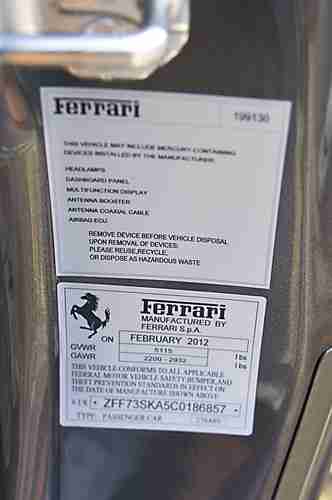 Ferrari
199130
THIS VEHICLE MAY INCLUDE MERCURY CONTAINING
DEVICES INSTALLED BY THE MANUFACTURER:
HEADLAMPS
DASHBOARD PANEL
MULTIFUNCTION DISPLAY
ANTENNA BOOSTER
ANTENNA COAXIAL CABLE
AIRBAG ECU
REMOVE DEVICE BEFORE VEHICLE DISPOSAL
UPON REMOVAL OF DEVICES:
PLEASE REUSE,RECYCLE,
OR DISPOSE AS HAZARDOUS WASTE
Ferrari
MANUFACTURED BY
FERRARI S.p.A.
ON FEBRUARY 2012
GVWR 5115 lbs
GAWR 2200 - 2932 lbs
THIS VEHICLE CONFORMS TO ALL APPLICABLE
FEDERAL MOTOR VEHICLE SAFETY BUMPER,AND
THEFT PREVENTION STANDARDS IN EFFECT ON
THE DATE OF MANUFACTURE SHOWN ABOVE
V.I.N. * ZFF73SKA5C0186857 *
TYPE: PASSENGER CAR